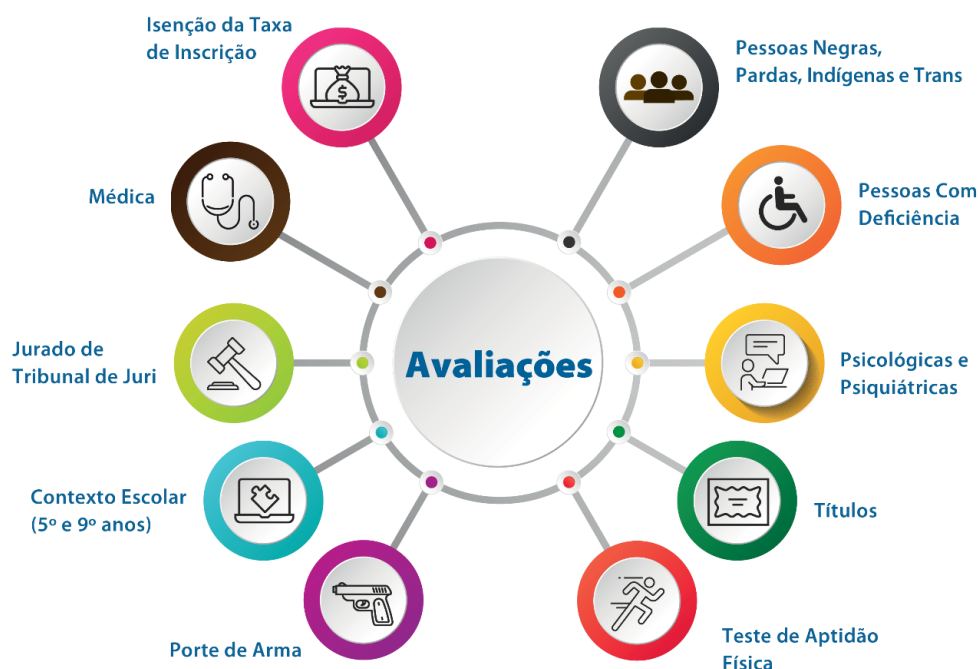 Isenção da Taxa
de Inscrição
Pessoas Negras,
Pardas, Indígenas e Trans
Médica
Pessoas Com
Deficiência
Jurado de
Tribunal de Juri
Avaliações
Psicológicas e
Psiquiátricas
Contexto Escolar
(5º e 9º anos)
Títulos
Porte de Arma
Teste de Aptidão
Física
$